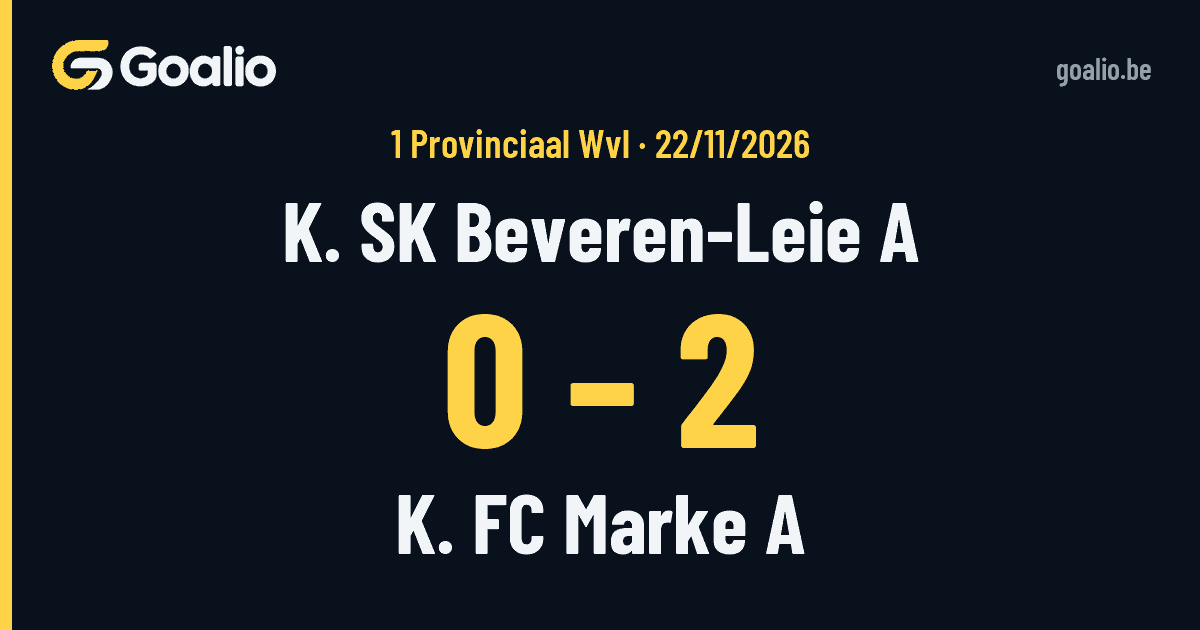 Goalio
goalio.be
1 Provinciaal Wvl · 22/11/2026
K. SK Beveren-Leie A
0 - 2
K. FC Marke A